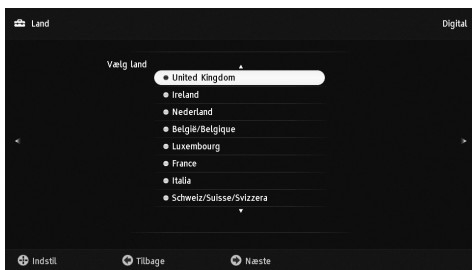 Land
Digital
Vælg land
United Kingdom
Ireland
Nederland
België/Belgique
Luxembourg
France
Italia
Schweiz/Suisse/Svizzera
Indstil
Tilbage
Næste